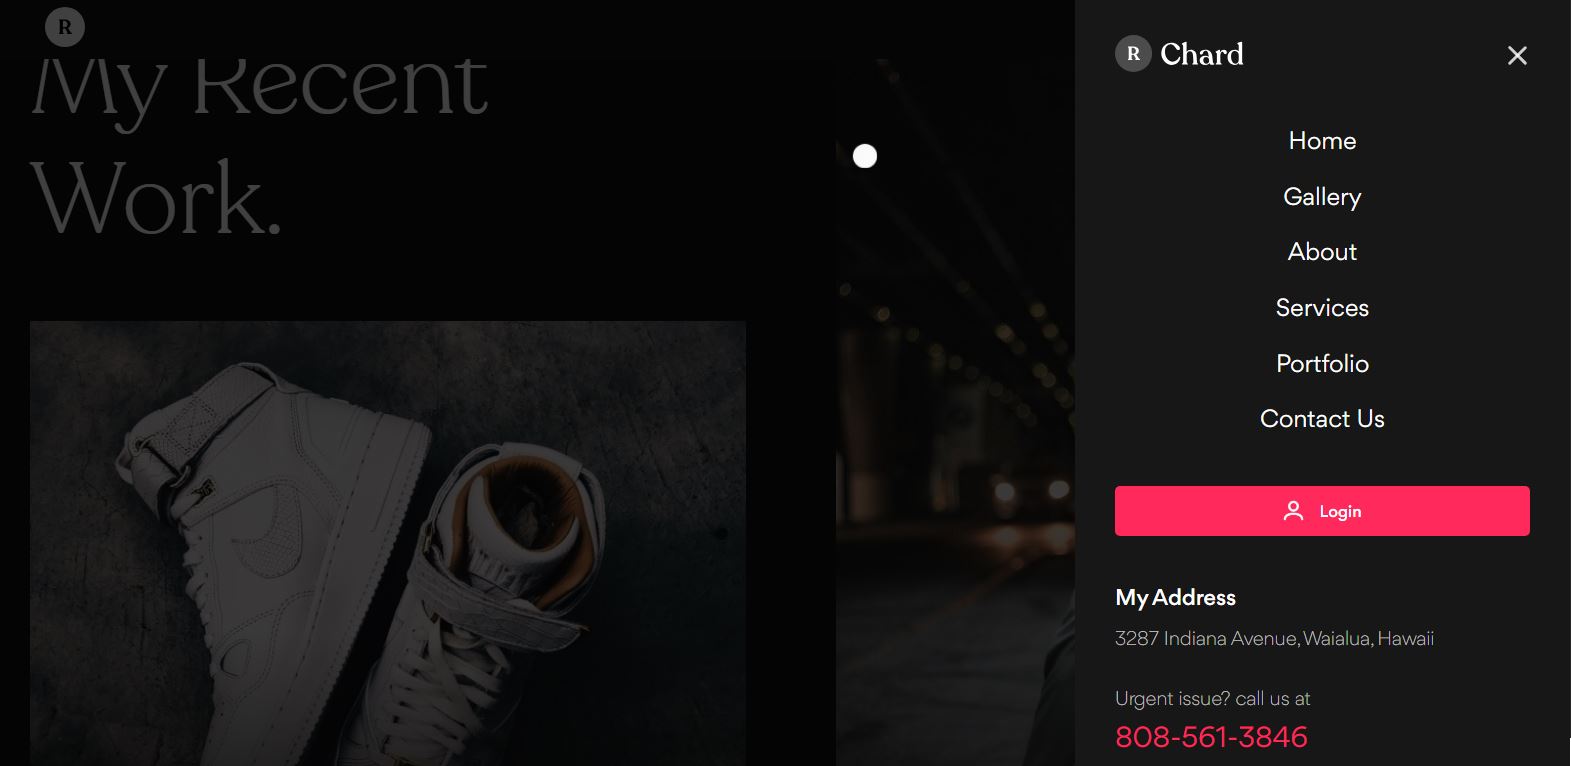 R
My Recent
Work.
R Chard
Home
Gallery
About
Services
Portfolio
Contact Us
Login
My Address
3287 Indiana Avenue, Waialua, Hawaii
Urgent issue? call us at
808-561-3846